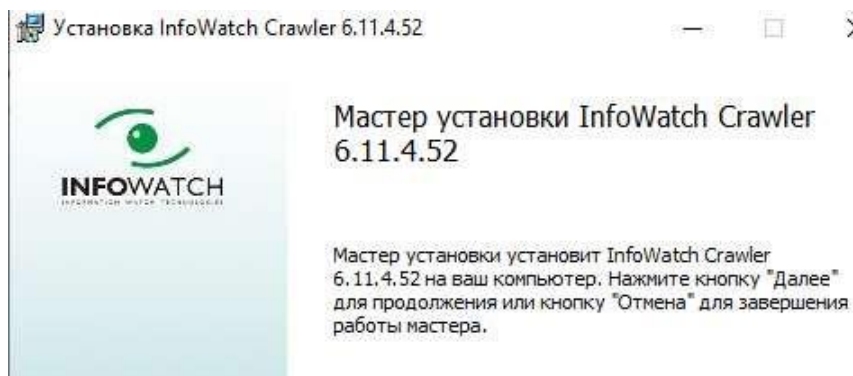 Установка InfoWatch Crawler 6.11.4.52
Мастер установки InfoWatch Crawler
6.11.4.52
INFOWATCH
Мастер установки установит InfoWatch Crawler
6.11.4.52 на ваш компьютер. Нажмите кнопку "Далее"
для продолжения или кнопку "Отмена" для завершения
работы мастера.